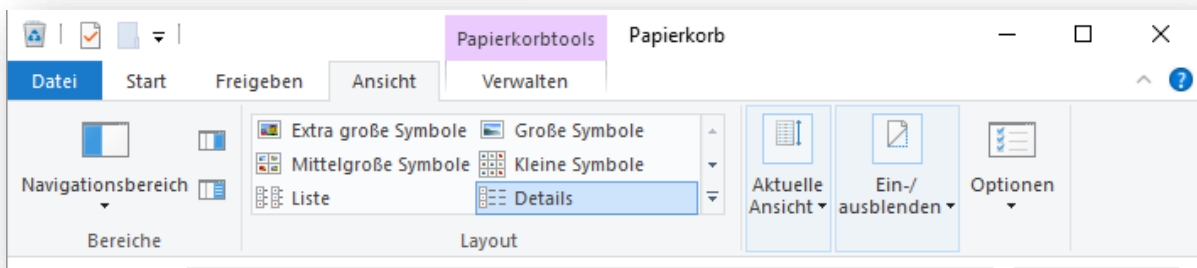 Papierkorbtools Papierkorb
Datei Start Freigeben Ansicht Verwalten
Extra große Symbole Große Symbole
Mittelgroße Symbole Kleine Symbole
Liste Details
Navigationsbereich
Aktuelle Ansicht
Ein-/ausblenden
Optionen
Bereiche Layout